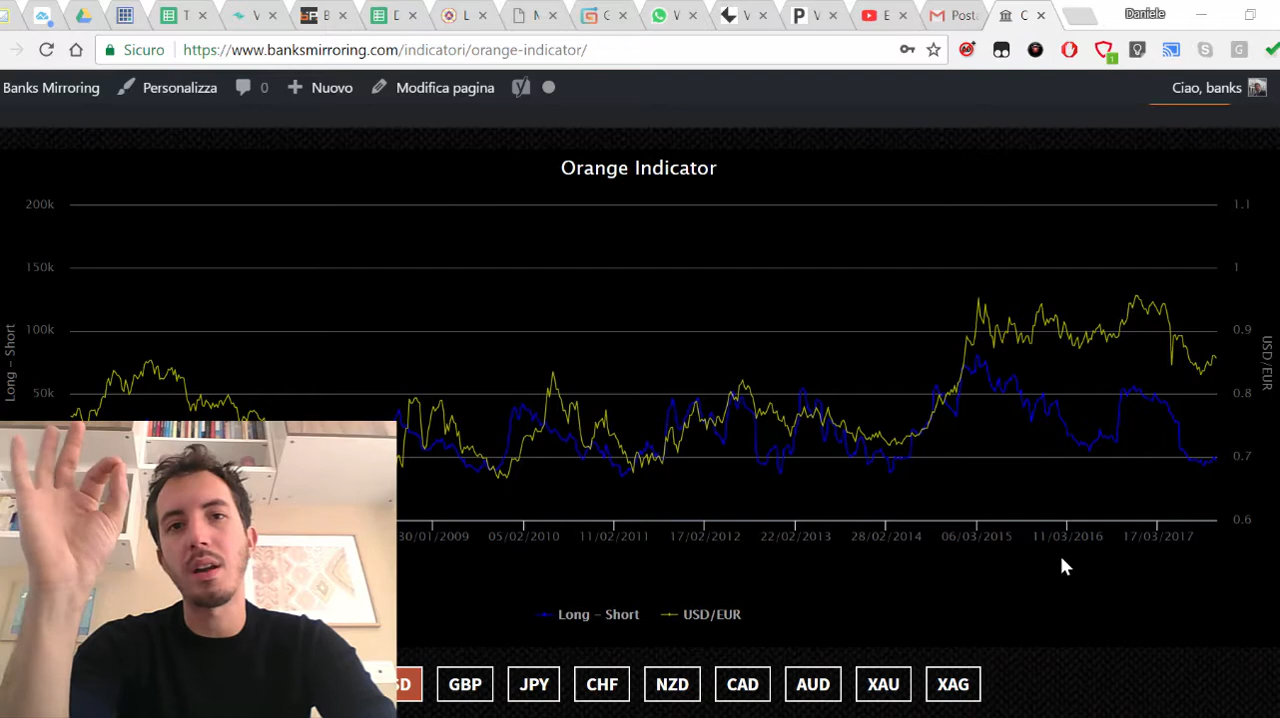 T
V
B
D
L
N
C
V
V
V
E
Posta
C
Daniele
Sicuro
https://www.banksmirroring.com/indicatori/orange-indicator/
1
Banks Mirroring
Personalizza
0
Nuovo
Modifica pagina
Ciao, banks
Orange Indicator
200k
1.1
150k
1
100k
0.9
50k
0.8
0.7
0.6
Long - Short
USD/EUR
30/01/2009
05/02/2010
11/02/2011
17/02/2012
22/02/2013
28/02/2014
06/03/2015
11/03/2016
17/03/2017
Long - Short
USD/EUR
GBP
JPY
CHF
NZD
CAD
AUD
XAU
XAG